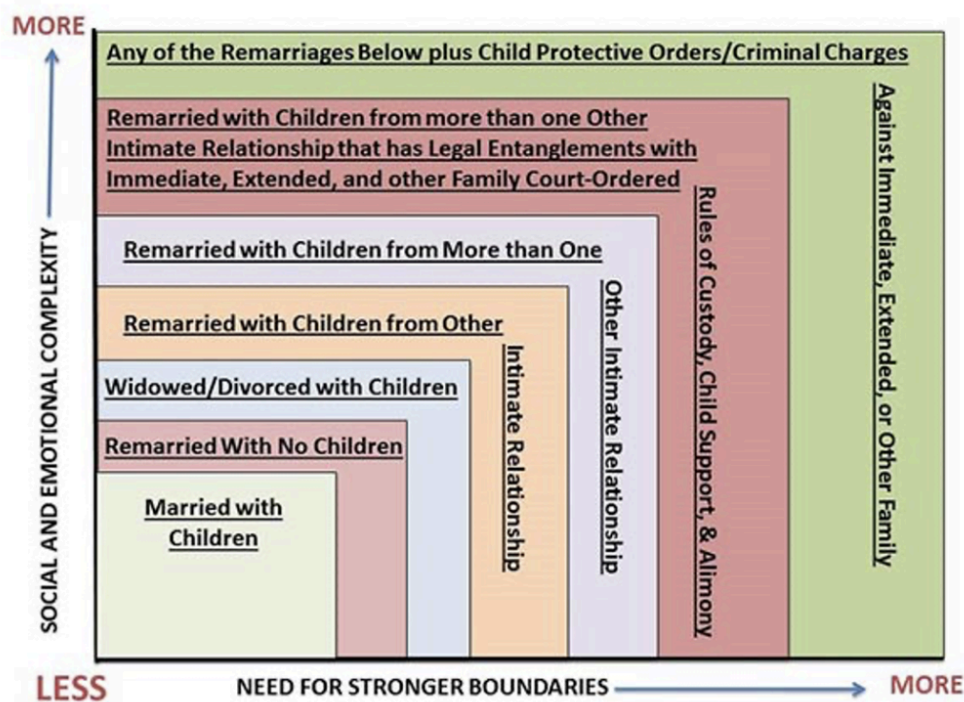 MORE
Any of the Remarriages Below plus Child Protective Orders/Criminal Charges
Against Immediate, Extended, or Other Family
Remarried with Children from more than one Other
Intimate Relationship that has Legal Entanglements with
Immediate, Extended, and other Family Court-Ordered
Rules of Custody, Child Support, & Alimony
Remarried with Children from More than One
Other Intimate Relationship
Remarried with Children from Other
Intimate Relationship
Widowed/Divorced with Children
Remarried With No Children
Married with
Children
SOCIAL AND EMOTIONAL COMPLEXITY
LESS
NEED FOR STRONGER BOUNDARIES
MORE